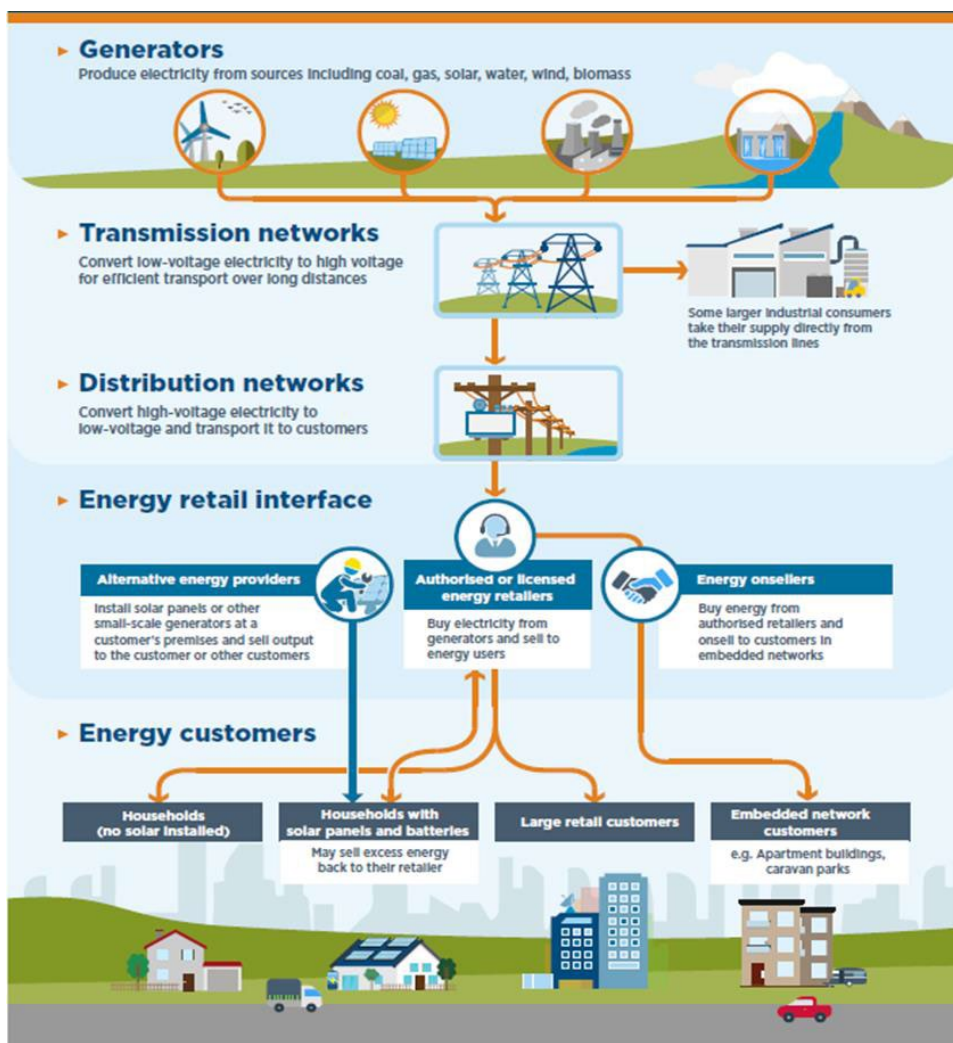 Generators
Produce electricity from sources including coal, gas, solar, water, wind, biomass
Transmission networks
Convert low-voltage electricity to high voltage
for efficient transport over long distances
Some larger industrial consumers
take their supply directly from
the transmission lines
Distribution networks
Convert high-voltage electricity to
low-voltage and transport it to customers
Energy retail interface
Alternative energy providers
Install solar panels or other
small-scale generators at a
customer's premises and sell output
to the customer or other customers
Authorised or licensed
energy retailers
Buy electricity from
generators and sell to
energy users
Energy onsellers
Buy energy from
authorised retailers and
onsell to customers in
embedded networks
Energy customers
Households
(no solar installed)
Households with
solar panels and batteries
May sell excess energy
back to their retailer
Large retail customers
Embedded network
customers
e.g. Apartment buildings,
caravan parks